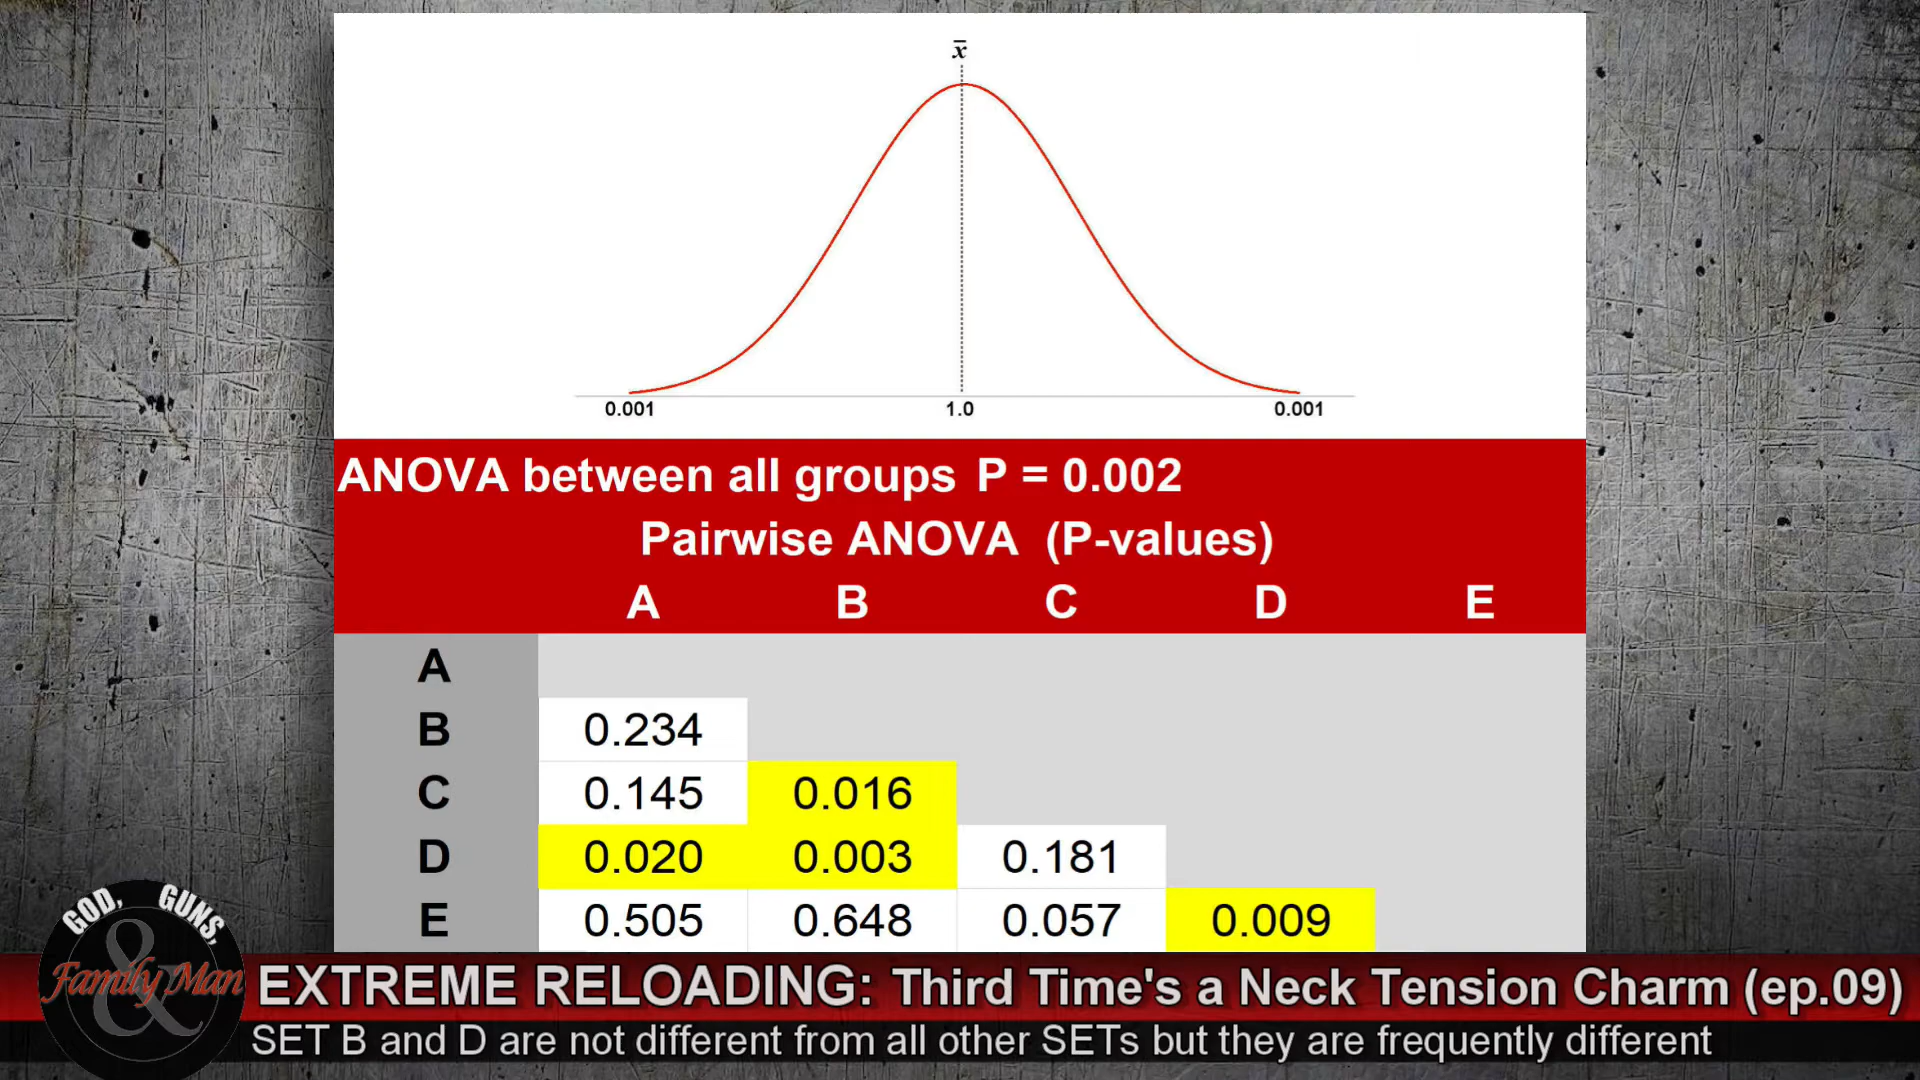 x̄
0.001 1.0 0.001
ANOVA between all groups P = 0.002
Pairwise ANOVA (P-values)
A B C D E
A
B 0.234
C 0.145 0.016
D 0.020 0.003 0.181
E 0.505 0.648 0.057 0.009
GOD, GUNS,
&
Family Man
EXTREME RELOADING: Third Time's a Neck Tension Charm (ep.09)
SET B and D are not different from all other SETs but they are frequently different